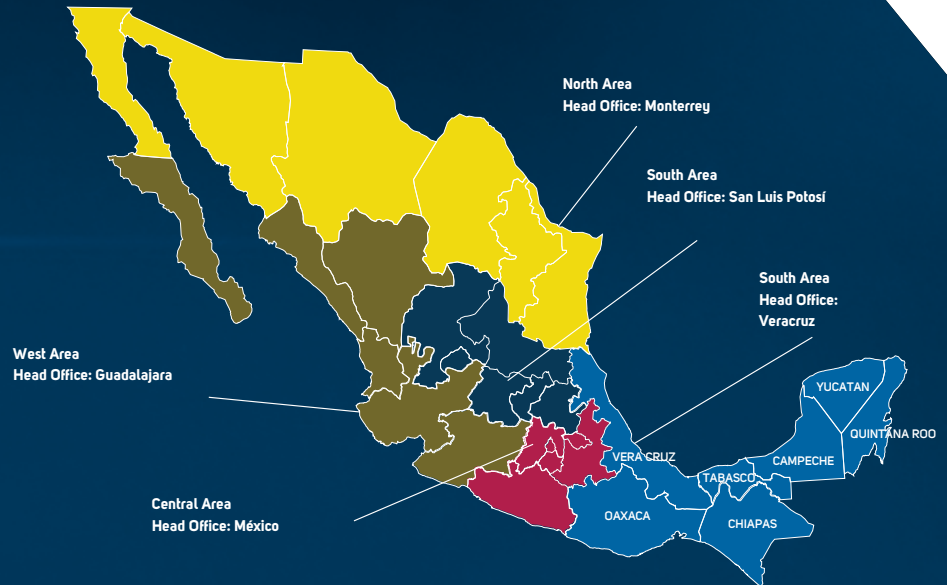 North Area
Head Office: Monterrey
South Area
Head Office: San Luis Potosí
South Area
Head Office:
Veracruz
West Area
Head Office: Guadalajara
YUCATAN
QUINTANA ROO
VERA CRUZ
CAMPECHE
TABASCO
Central Area
Head Office: México
OAXACA
CHIAPAS